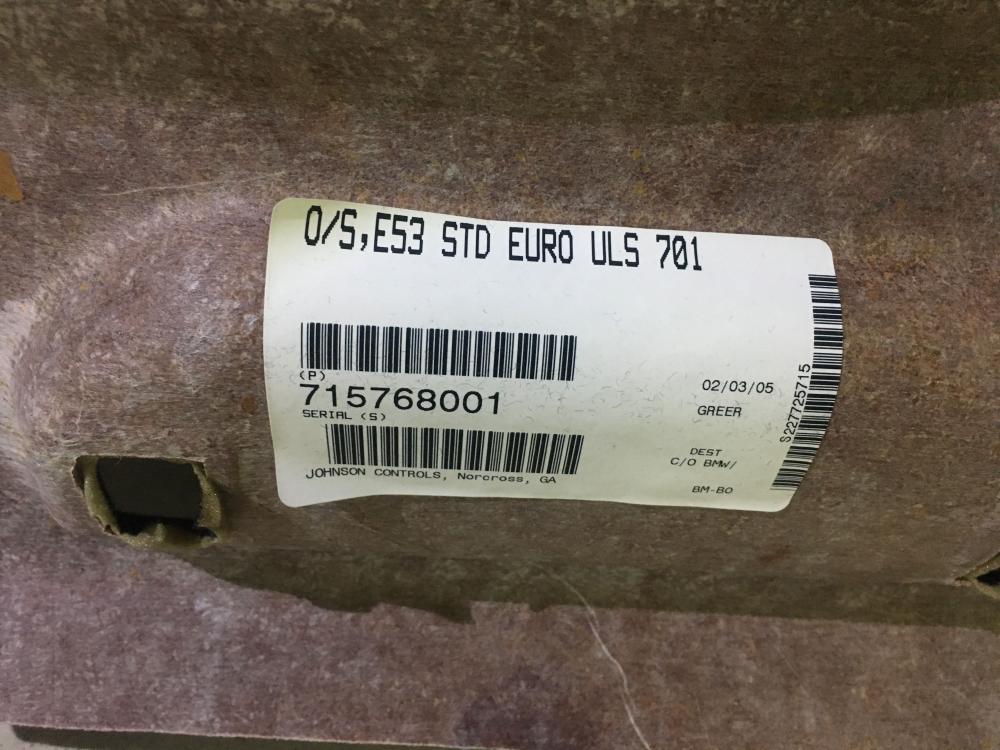 O/S,E53 STD EURO ULS 701
(P)
715768001
SERIAL (S)
JOHNSON CONTROLS, Norcross, GA
02/03/05
GREER
DEST
C/O BMW/
BM-BO
S227725715